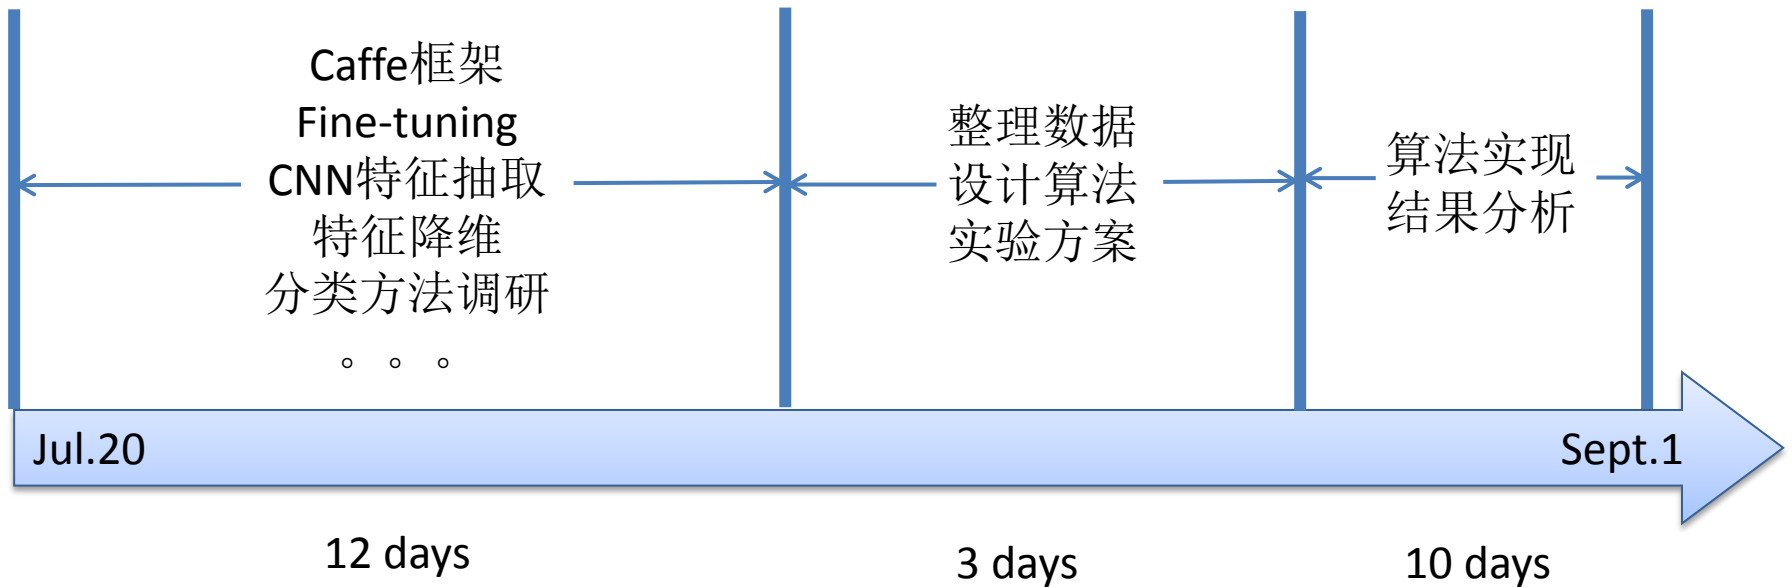 Caffe框架
Fine-tuning
CNN特征抽取
特征降维
分类方法调研
。。。
整理数据
设计算法
实验方案
算法实现
结果分析
Jul.20
Sept.1
12 days
3 days
10 days